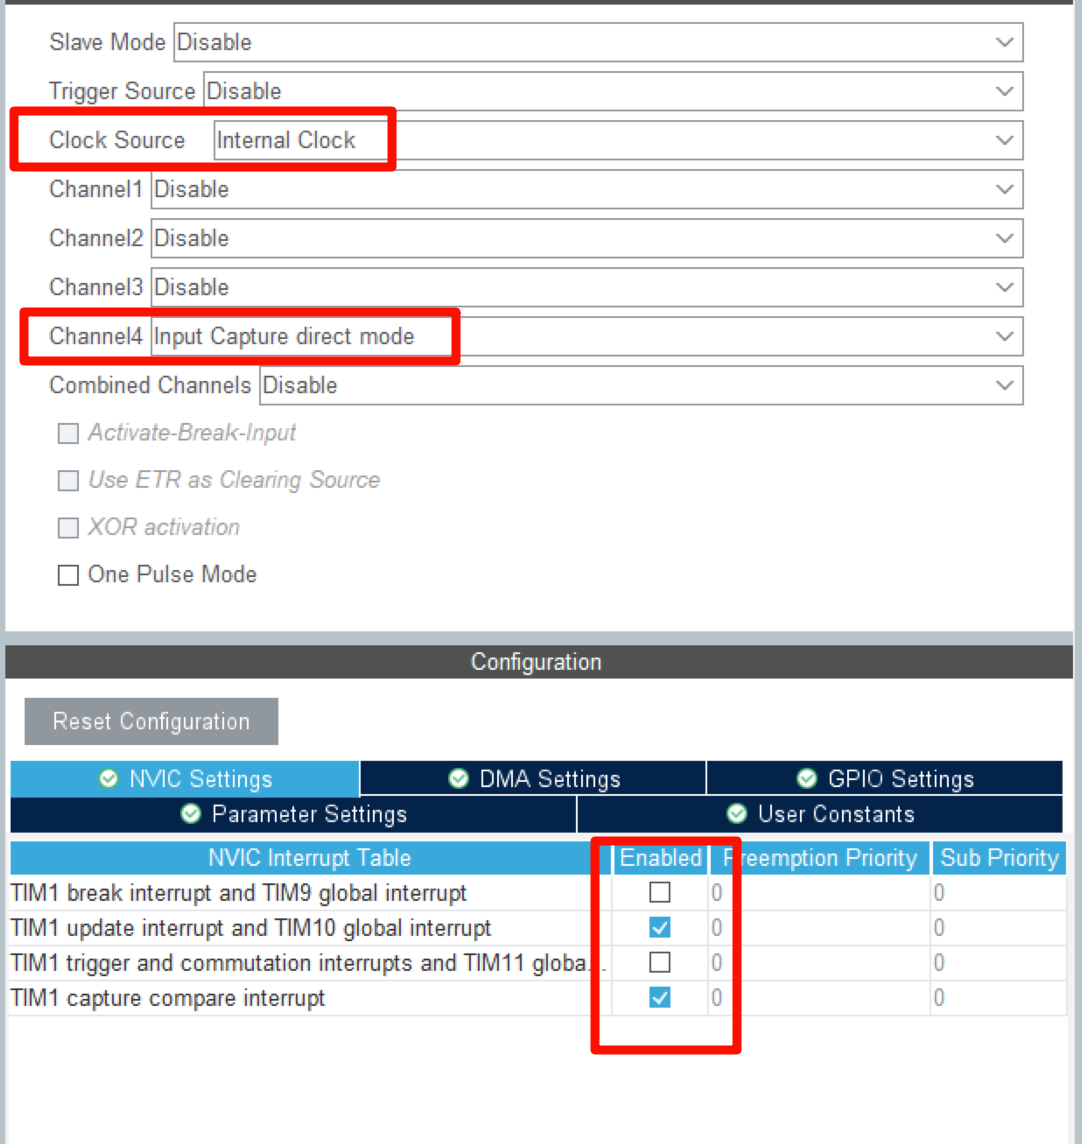 Slave Mode Disable
Trigger Source Disable
Clock Source Internal Clock
Channel1 Disable
Channel2 Disable
Channel3 Disable
Channel4 Input Capture direct mode
Combined Channels Disable
Activate-Break-Input
Use ETR as Clearing Source
XOR activation
One Pulse Mode
Configuration
Reset Configuration
NVIC Settings DMA Settings GPIO Settings
Parameter Settings User Constants
NVIC Interrupt Table Enabled Preemption Priority Sub Priority
TIM1 break interrupt and TIM9 global interrupt 0 0
TIM1 update interrupt and TIM10 global interrupt 0 0
TIM1 trigger and commutation interrupts and TIM11 globa... 0 0
TIM1 capture compare interrupt 0 0